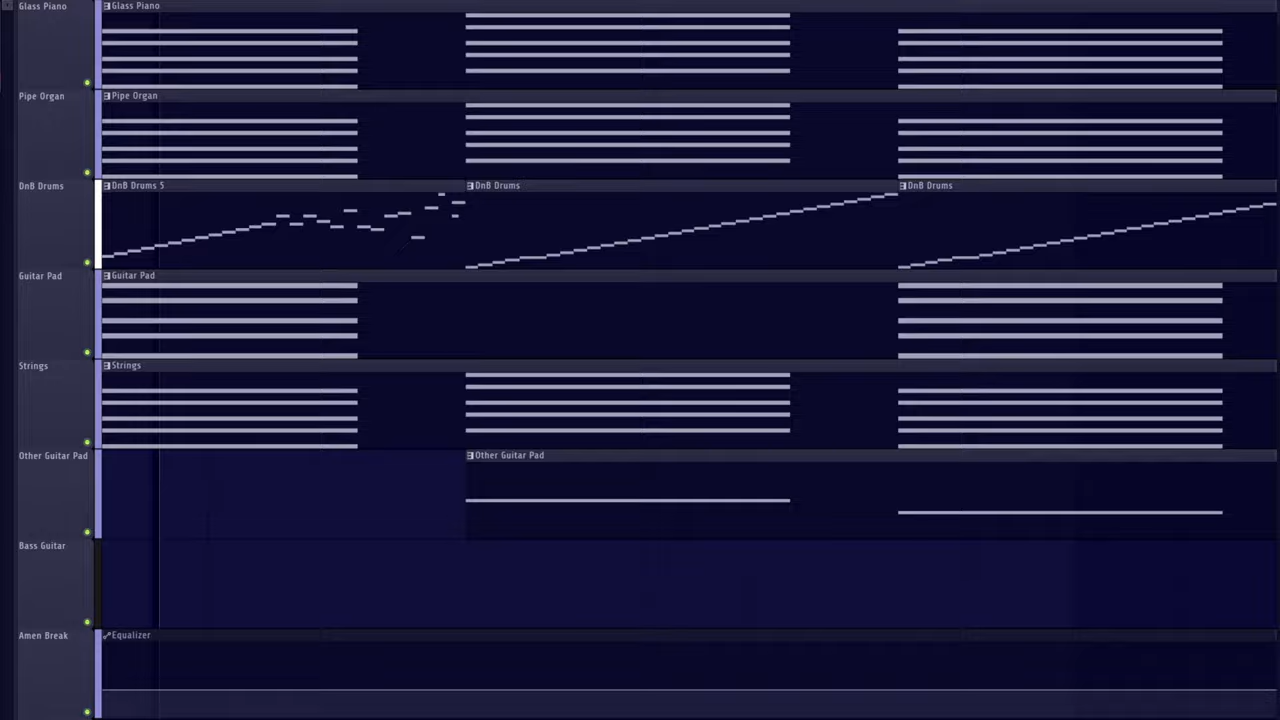 Glass Piano
Glass Piano
Pipe Organ
Pipe Organ
DnB Drums
DnB Drums 5
DnB Drums
DnB Drums
Guitar Pad
Guitar Pad
Strings
Strings
Other Guitar Pad
Other Guitar Pad
Bass Guitar
Amen Break
Equalizer